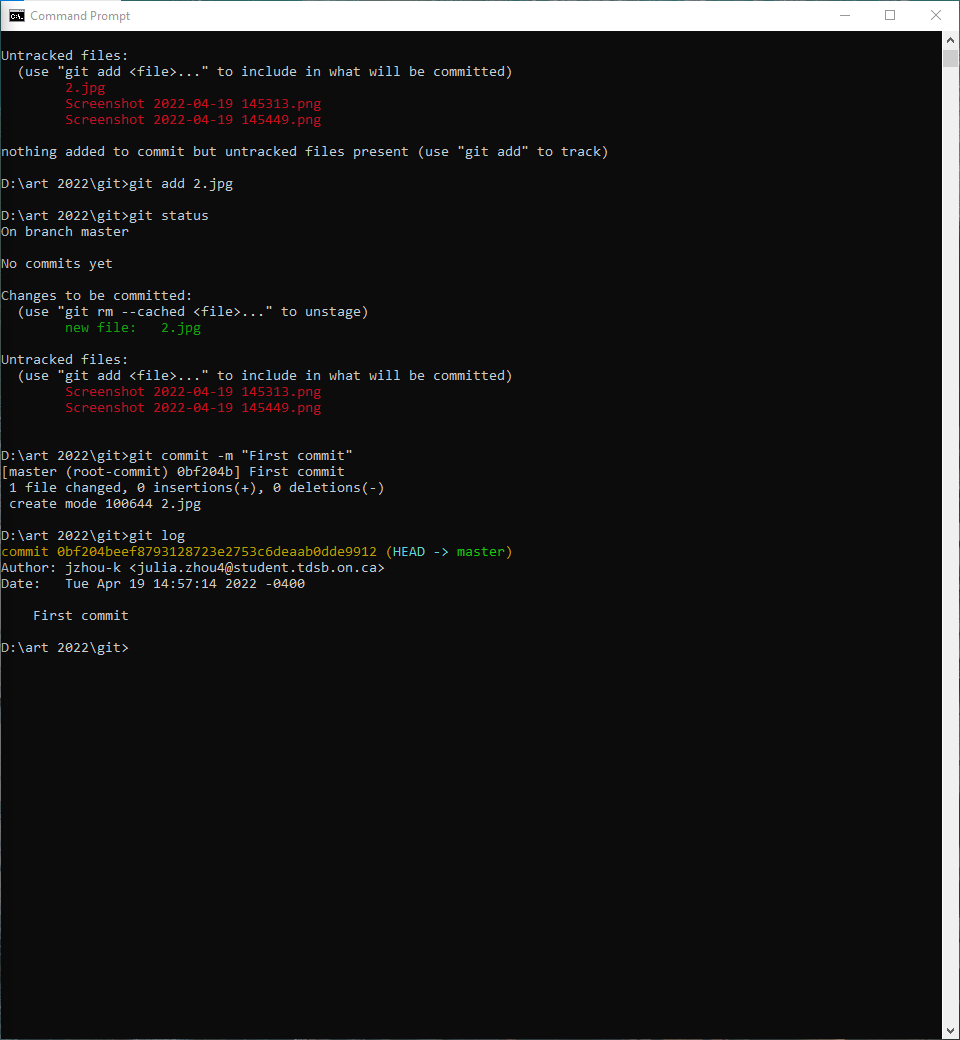 Command Prompt
Untracked files:
  (use "git add <file>..." to include in what will be committed)
        2.jpg
        Screenshot 2022-04-19 145313.png
        Screenshot 2022-04-19 145449.png
nothing added to commit but untracked files present (use "git add" to track)
D:\art 2022\git>git add 2.jpg
D:\art 2022\git>git status
On branch master
No commits yet
Changes to be committed:
  (use "git rm --cached <file>..." to unstage)
        new file:   2.jpg
Untracked files:
  (use "git add <file>..." to include in what will be committed)
        Screenshot 2022-04-19 145313.png
        Screenshot 2022-04-19 145449.png
D:\art 2022\git>git commit -m "First commit"
[master (root-commit) 0bf204b] First commit
 1 file changed, 0 insertions(+), 0 deletions(-)
 create mode 100644 2.jpg
D:\art 2022\git>git log
commit 0bf204beef8793128723e2753c6deaab0dde9912 (HEAD -> master)
Author: jzhou-k <julia.zhou4@student.tdsb.on.ca>
Date:   Tue Apr 19 14:57:14 2022 -0400
    First commit
D:\art 2022\git>